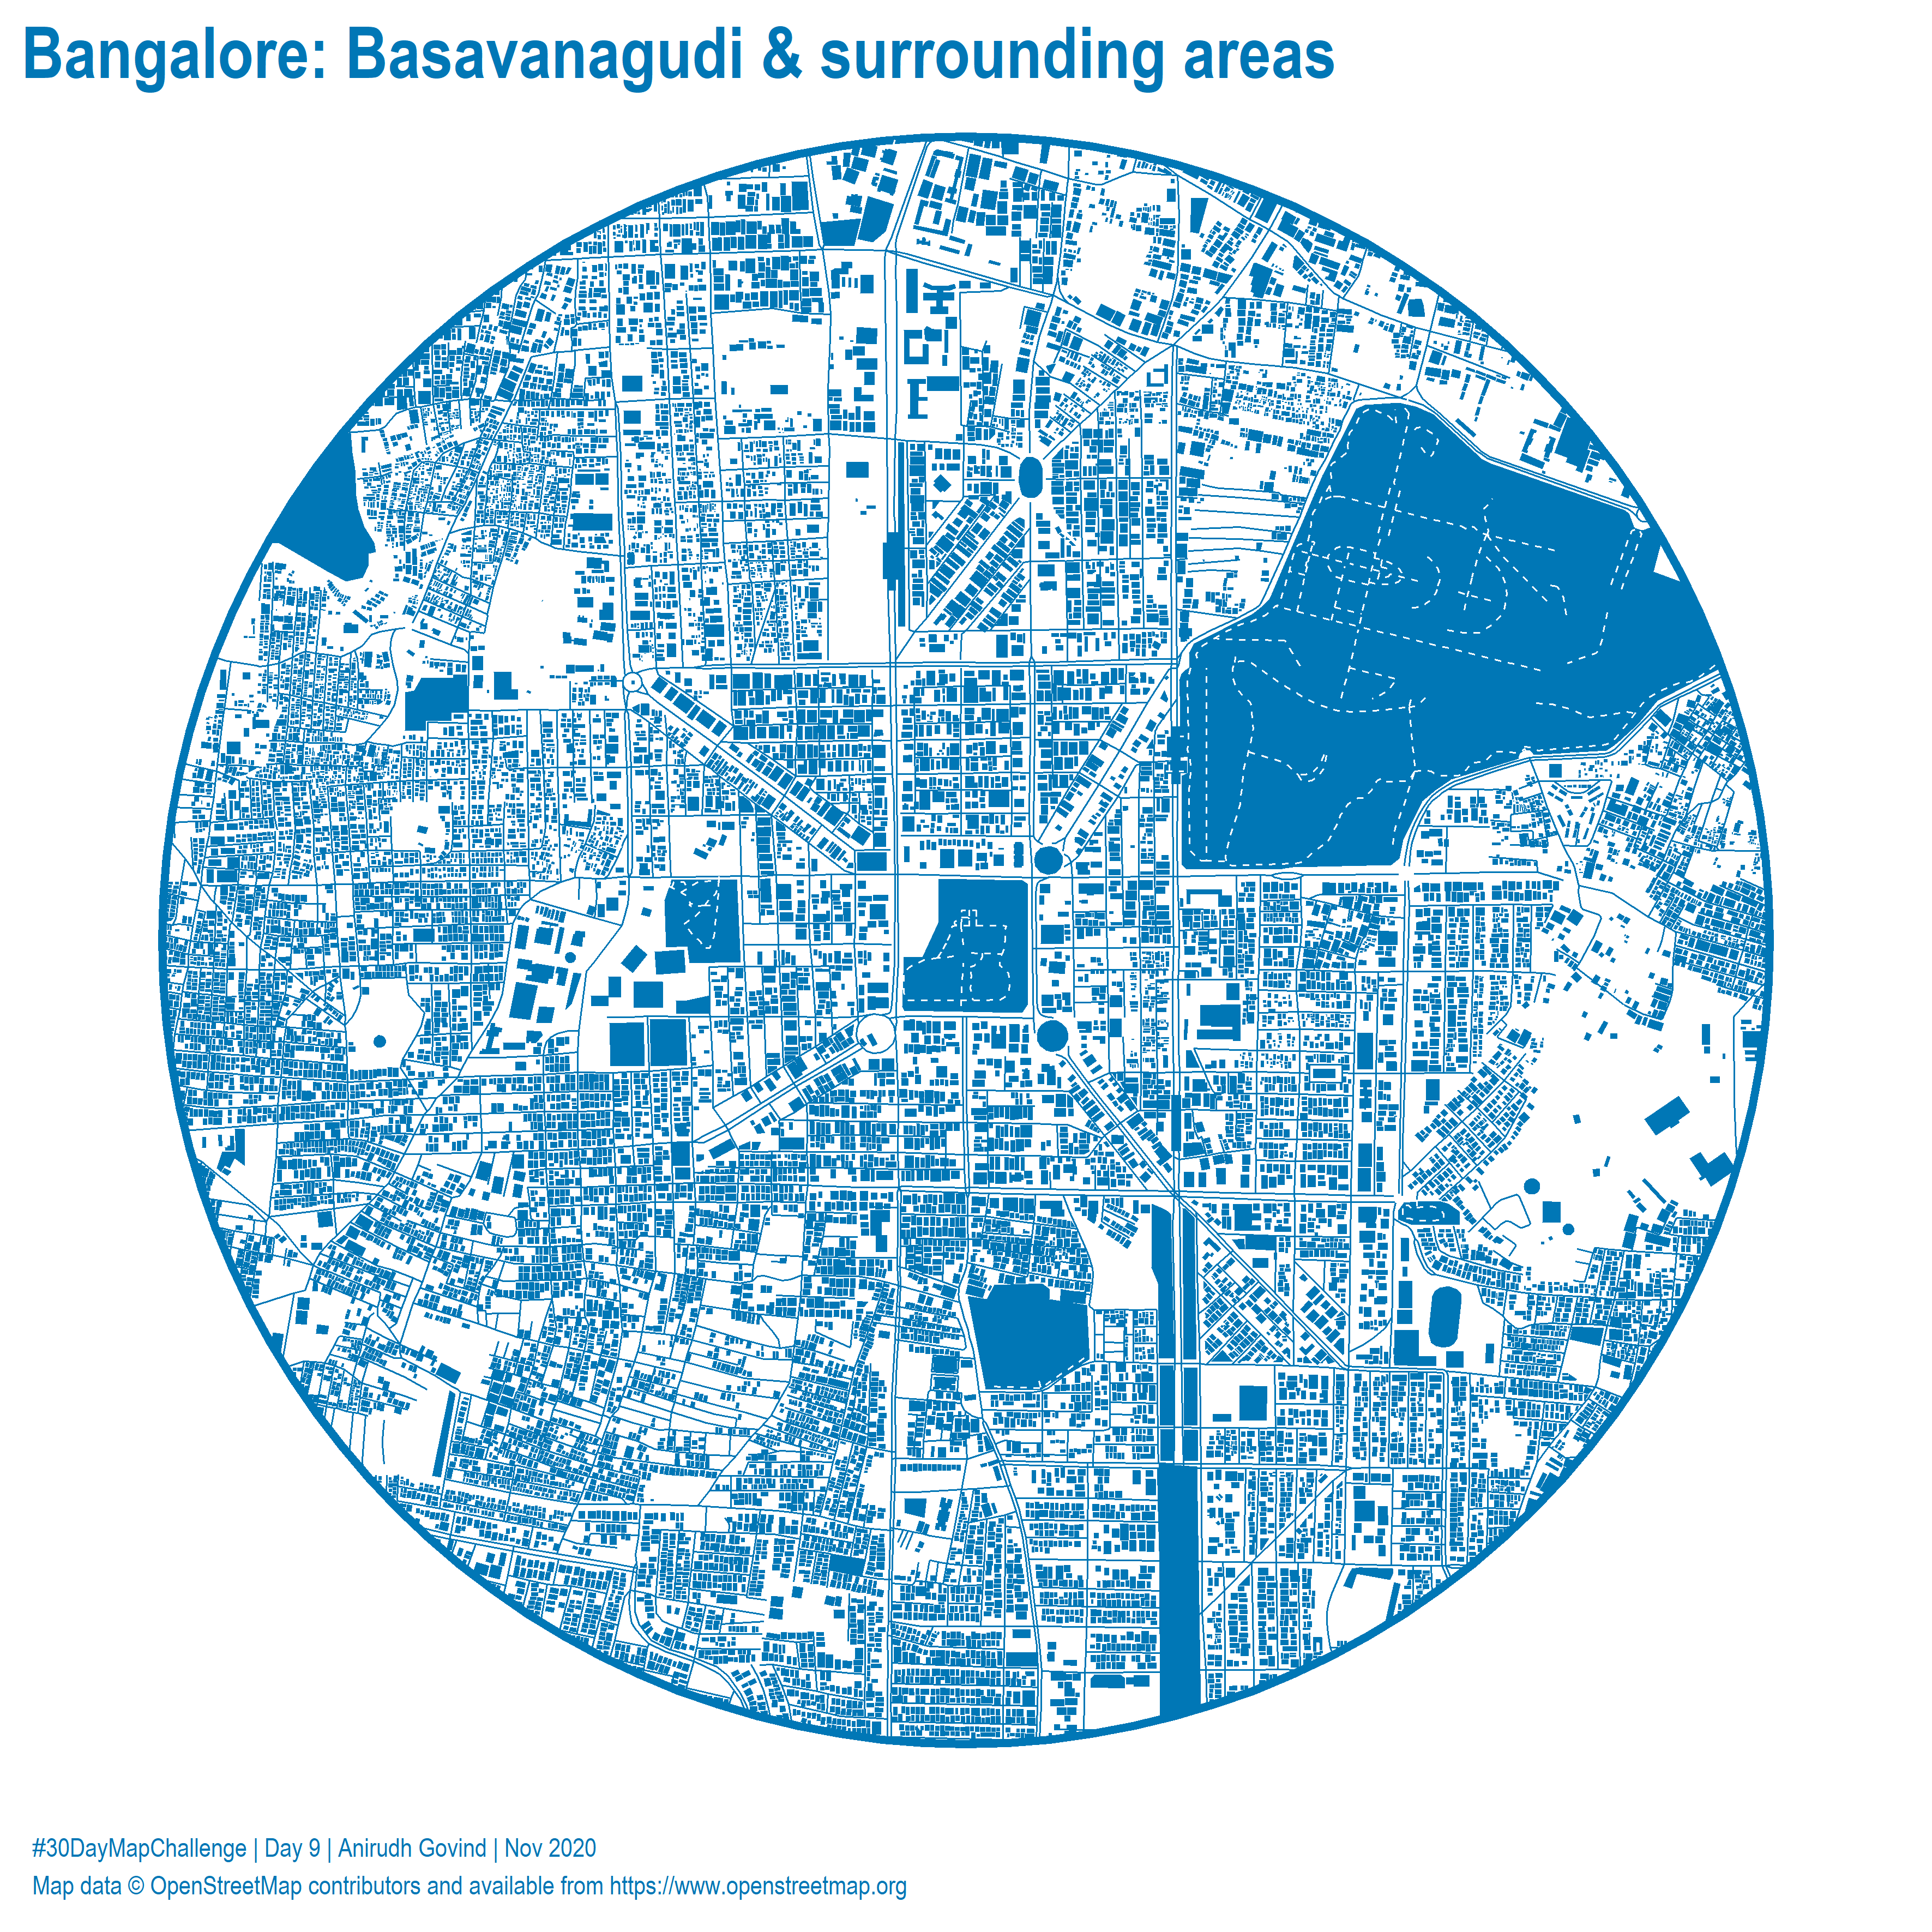 Bangalore: Basavanagudi & surrounding areas
#30DayMapChallenge | Day 9 | Anirudh Govind | Nov 2020
Map data © OpenStreetMap contributors and available from https://www.openstreetmap.org